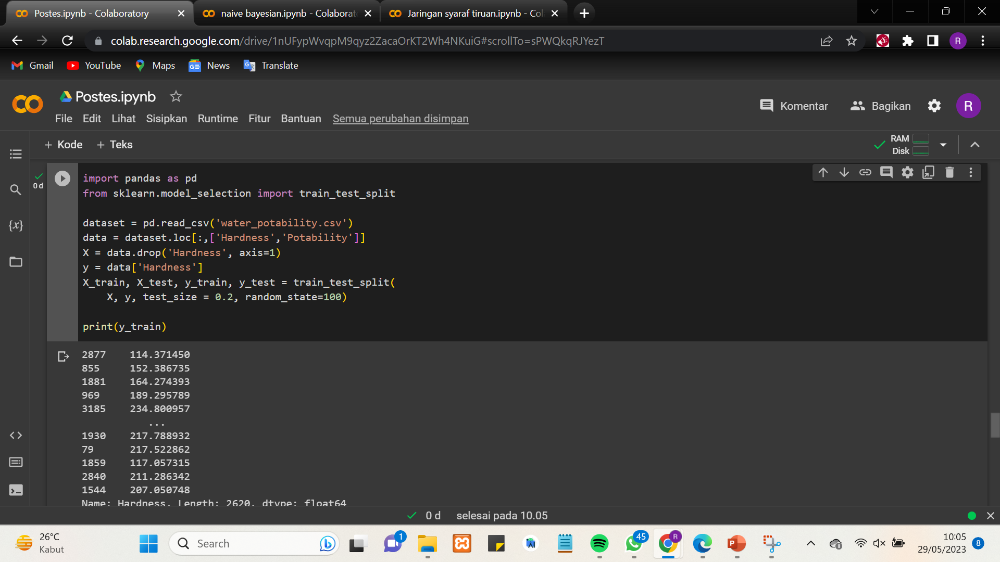 Postes.ipynb - Colaboratory
naive bayesian.ipynb - Colaborat
Jaringan syaraf tiruan.ipynb - Col
colab.research.google.com/drive/1nUFypWvqpM9qyz2ZacaOrKT2Wh4NKuiG#scrollTo=sPWQkqRJYezT
R
Gmail YouTube Maps News Translate
Postes.ipynb
Komentar Bagikan R
File Edit Lihat Sisipkan Runtime Fitur Bantuan Semua perubahan disimpan
+ Kode + Teks
RAM
Disk
0 d
{x}
import pandas as pd
from sklearn.model_selection import train_test_split
dataset = pd.read_csv('water_potability.csv')
data = dataset.loc[:,['Hardness','Potability']]
X = data.drop('Hardness', axis=1)
y = data['Hardness']
X_train, X_test, y_train, y_test = train_test_split(
X, y, test_size = 0.2, random_state=100)
print(y_train)
2877 114.371450
855 152.386735
1881 164.274393
969 189.295789
3185 234.800957
...
1930 217.788932
79 217.522862
1859 117.057315
2840 211.286342
1544 207.050748
Name: Hardness, Length: 2620, dtype: float64
0 d selesai pada 10.05
26°C
Kabut
Search
1
45
R
10:05
29/05/2023
8